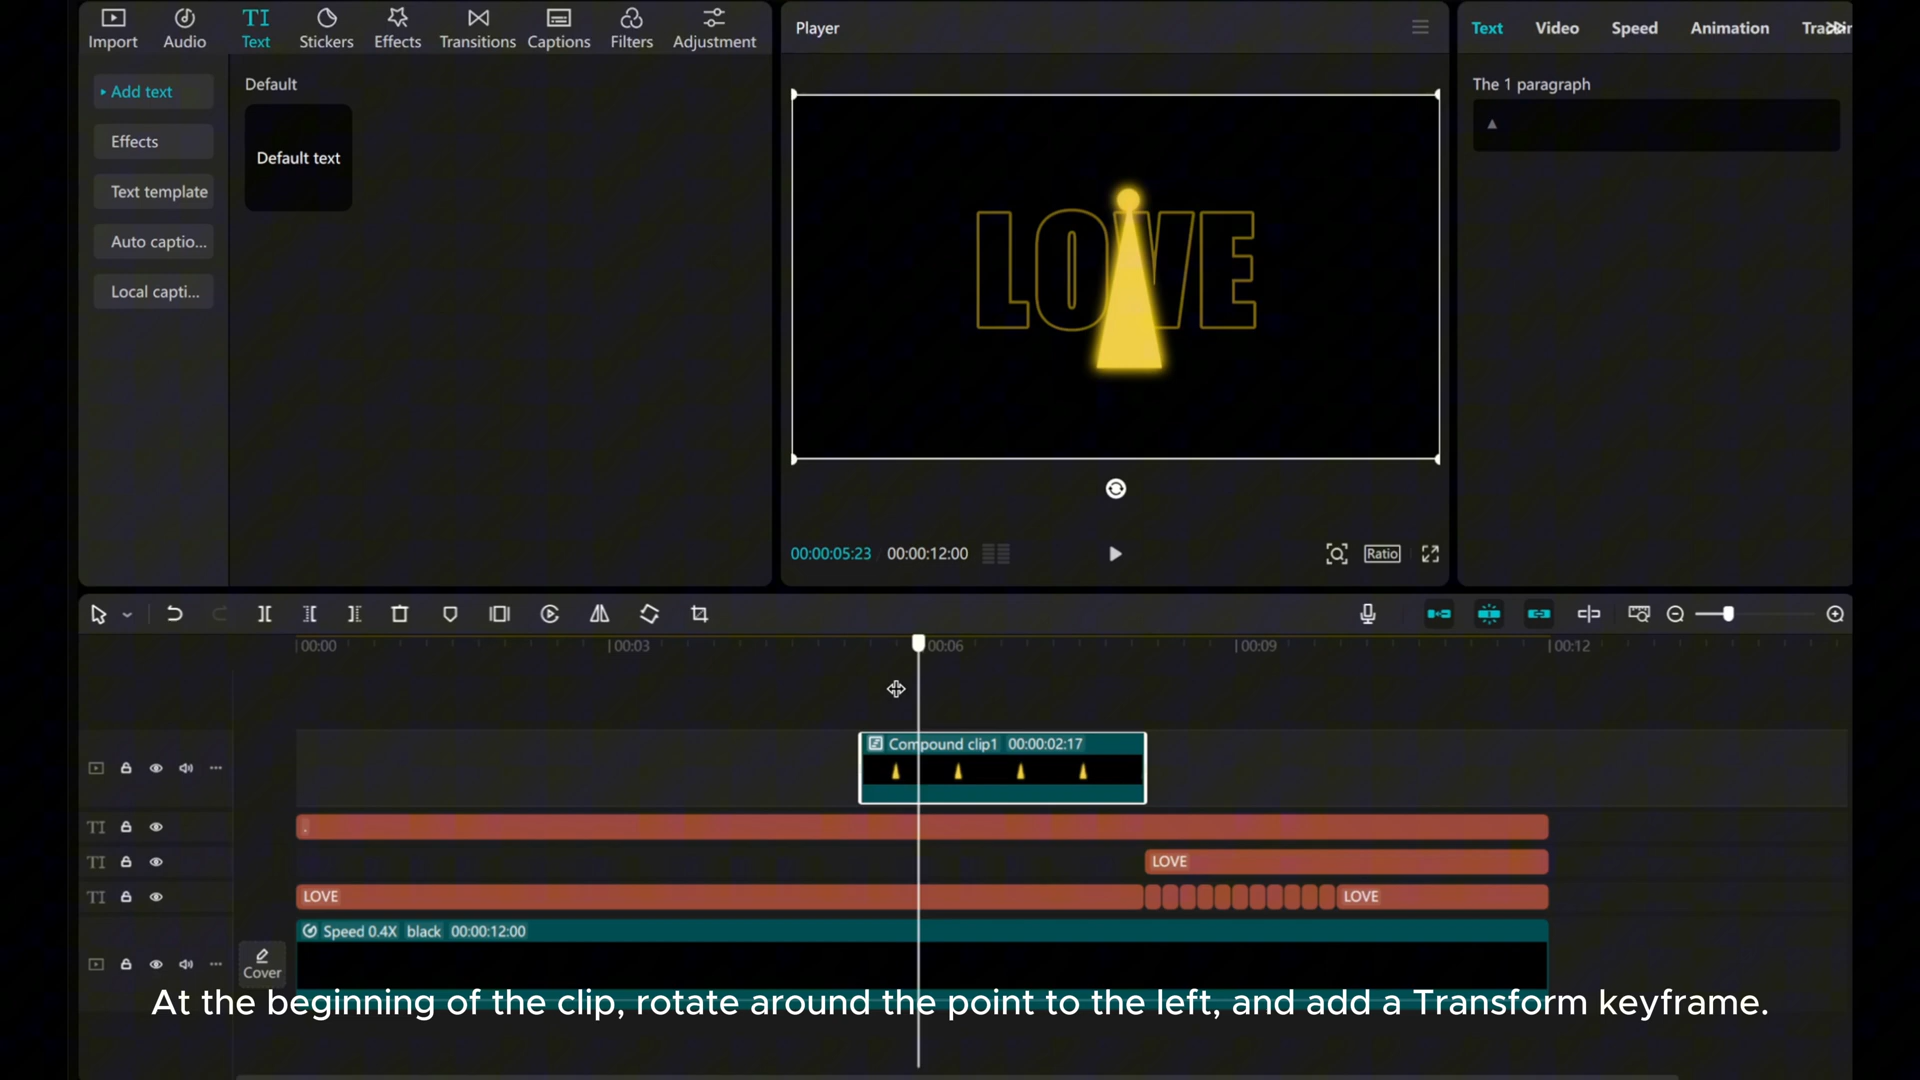 Import
Audio
TI
Text
Stickers
Effects
Transitions
Captions
Filters
Adjustment
Add text
Effects
Text template
Auto captio...
Local capti...
Default
Default text
Player
LOVE
00:00:05:23
00:00:12:00
Ratio
Text
Video
Speed
Animation
The 1 paragraph
00:00
00:03
00:06
00:09
00:12
Compound clip1 00:00:02:17
TI
.
TI
LOVE
TI
LOVE
LOVE
Cover
Speed 0.4X black 00:00:12:00
At the beginning of the clip, rotate around the point to the left, and add a Transform keyframe.